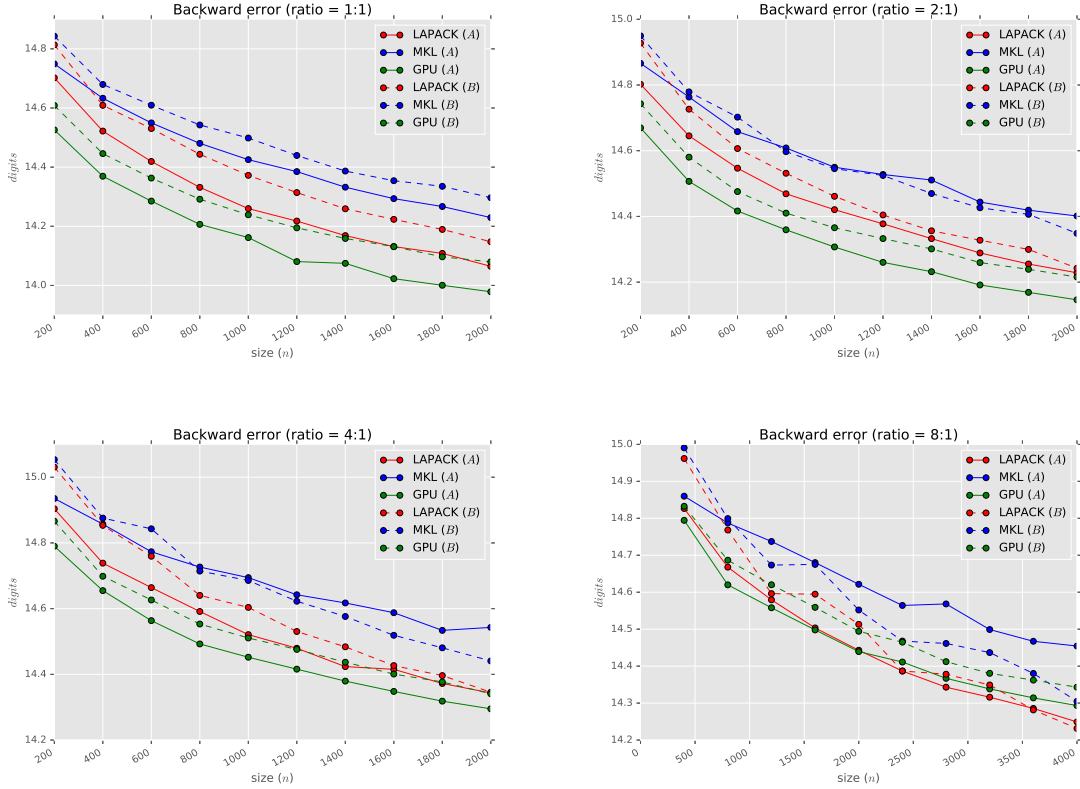 Backward error (ratio = 1:1)
digits
14.8
14.6
14.4
14.2
14.0
LAPACK (A)
MKL (A)
GPU (A)
LAPACK (B)
MKL (B)
GPU (B)
200
400
600
800
1000
1200
1400
1600
1800
2000
size (n)
Backward error (ratio = 2:1)
digits
15.0
14.8
14.6
14.4
14.2
LAPACK (A)
MKL (A)
GPU (A)
LAPACK (B)
MKL (B)
GPU (B)
200
400
600
800
1000
1200
1400
1600
1800
2000
size (n)
Backward error (ratio = 4:1)
digits
15.0
14.8
14.6
14.4
14.2
LAPACK (A)
MKL (A)
GPU (A)
LAPACK (B)
MKL (B)
GPU (B)
200
400
600
800
1000
1200
1400
1600
1800
2000
size (n)
Backward error (ratio = 8:1)
digits
15.0
14.9
14.8
14.7
14.6
14.5
14.4
14.3
14.2
LAPACK (A)
MKL (A)
GPU (A)
LAPACK (B)
MKL (B)
GPU (B)
0
500
1000
1500
2000
2500
3000
3500
4000
size (n)